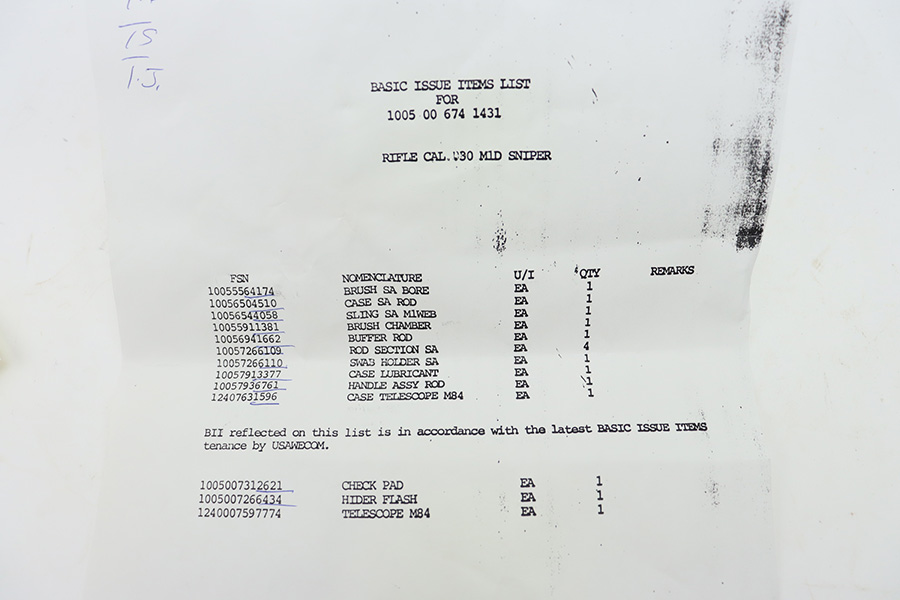 TS
T.J.
BASIC ISSUE ITEMS LIST
FOR
1005 00 674 1431
RIFLE CAL. 30 M1D SNIPER
FSN NOMENCLATURE U/I QTY REMARKS
10055564174 BRUSH SA BORE EA 1
10056504510 CASE SA ROD EA 1
10056544058 SLING SA M1WEB EA 1
10055911381 BRUSH CHAMBER EA 1
10056941662 BUFFER ROD EA 1
10057266109 ROD SECTION SA EA 4
10057266110 SWAB HOLDER SA EA 1
10057913377 CASE LUBRICANT EA 1
10057936761 HANDLE ASSY ROD EA 1
12407631596 CASE TELESCOPE M84 EA 1
BII reflected on this list is in accordance with the latest BASIC ISSUE ITEMS
tenance by USAWECOM.
1005007312621 CHECK PAD EA 1
1005007266434 HIDER FLASH EA 1
1240007597774 TELESCOPE M84 EA 1